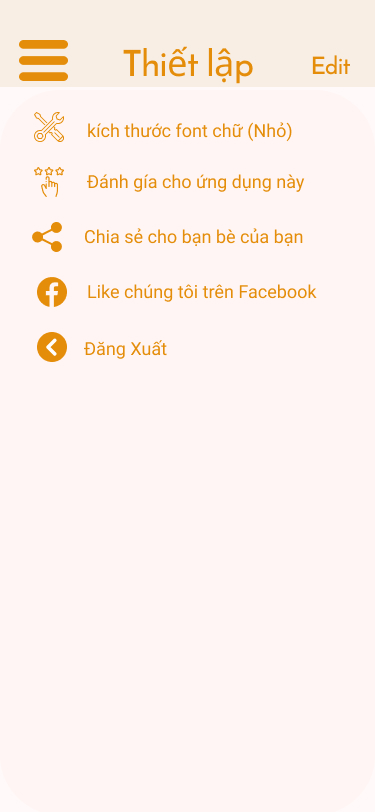 Thiết lập
Edit
kích thước font chữ (Nhỏ)
Đánh gía cho ứng dụng này
Chia sẻ cho bạn bè của bạn
Like chúng tôi trên Facebook
Đăng Xuất